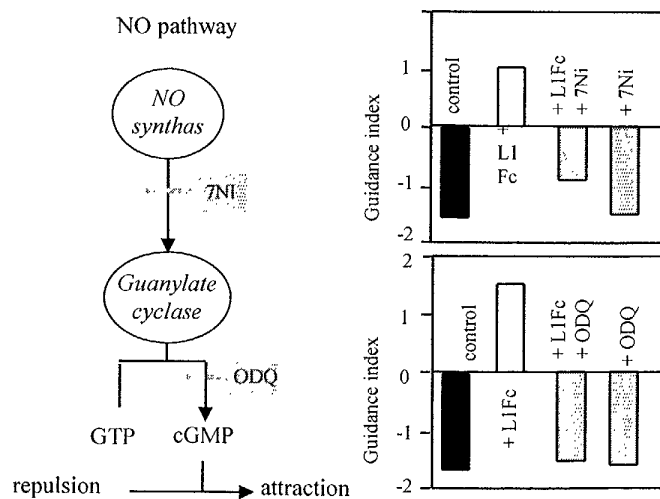 NO pathway
NO
synthas
7NI
Guanylate
cyclase
ODQ
GTP
cGMP
repulsion
attraction
Guidance index
1
0
-1
-2
control
+ L1
Fc
+ L1Fc
+ 7Ni
+ 7Ni
Guidance index
2
1
0
-1
-2
control
+ L1Fc
+ L1Fc
+ ODQ
+ ODQ